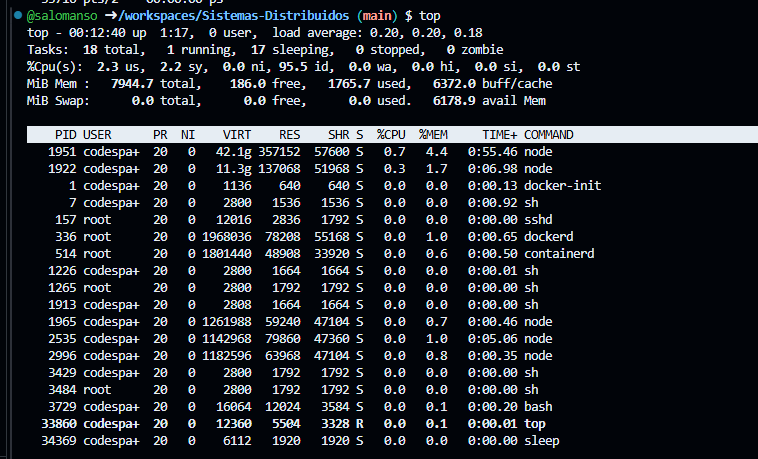 @salomanso ➜/workspaces/Sistemas-Distribuidos (main) $ top
top - 00:12:40 up  1:17,  0 user,  load average: 0.20, 0.20, 0.18
Tasks:  18 total,   1 running,  17 sleeping,   0 stopped,   0 zombie
%Cpu(s):  2.3 us,  2.2 sy,  0.0 ni, 95.5 id,  0.0 wa,  0.0 hi,  0.0 si,  0.0 st
MiB Mem :   7944.7 total,    186.0 free,   1765.7 used,   6372.0 buff/cache
MiB Swap:      0.0 total,      0.0 free,      0.0 used.   6178.9 avail Mem
PID USER      PR  NI    VIRT    RES    SHR S  %CPU  %MEM     TIME+ COMMAND
1951 codespa+  20   0   42.1g 357152  57600 S   0.7   4.4   0:55.46 node
1922 codespa+  20   0   11.3g 137068  51968 S   0.3   1.7   0:06.98 node
1 codespa+  20   0    1136    640    640 S   0.0   0.0   0:00.13 docker-init
7 codespa+  20   0    2800   1536   1536 S   0.0   0.0   0:00.92 sh
157 root      20   0   12016   2836   1792 S   0.0   0.0   0:00.00 sshd
336 root      20   0 1968036  78208  55168 S   0.0   1.0   0:00.65 dockerd
514 root      20   0 1801440  48908  33920 S   0.0   0.6   0:00.50 containerd
1226 codespa+  20   0    2800   1664   1664 S   0.0   0.0   0:00.01 sh
1265 root      20   0    2800   1792   1792 S   0.0   0.0   0:00.00 sh
1913 codespa+  20   0    2808   1664   1664 S   0.0   0.0   0:00.00 sh
1965 codespa+  20   0 1261988  59240  47104 S   0.0   0.7   0:00.46 node
2535 codespa+  20   0 1142968  79860  47360 S   0.0   1.0   0:05.06 node
2996 codespa+  20   0 1182596  63968  47104 S   0.0   0.8   0:00.35 node
3429 codespa+  20   0    2800   1792   1792 S   0.0   0.0   0:00.00 sh
3484 root      20   0    2800   1792   1792 S   0.0   0.0   0:00.00 sh
3729 codespa+  20   0   16064  12024   3584 S   0.0   0.1   0:00.20 bash
33860 codespa+  20   0   12360   5504   3328 R   0.0   0.1   0:00.01 top
34369 codespa+  20   0    6112   1920   1920 S   0.0   0.0   0:00.00 sleep